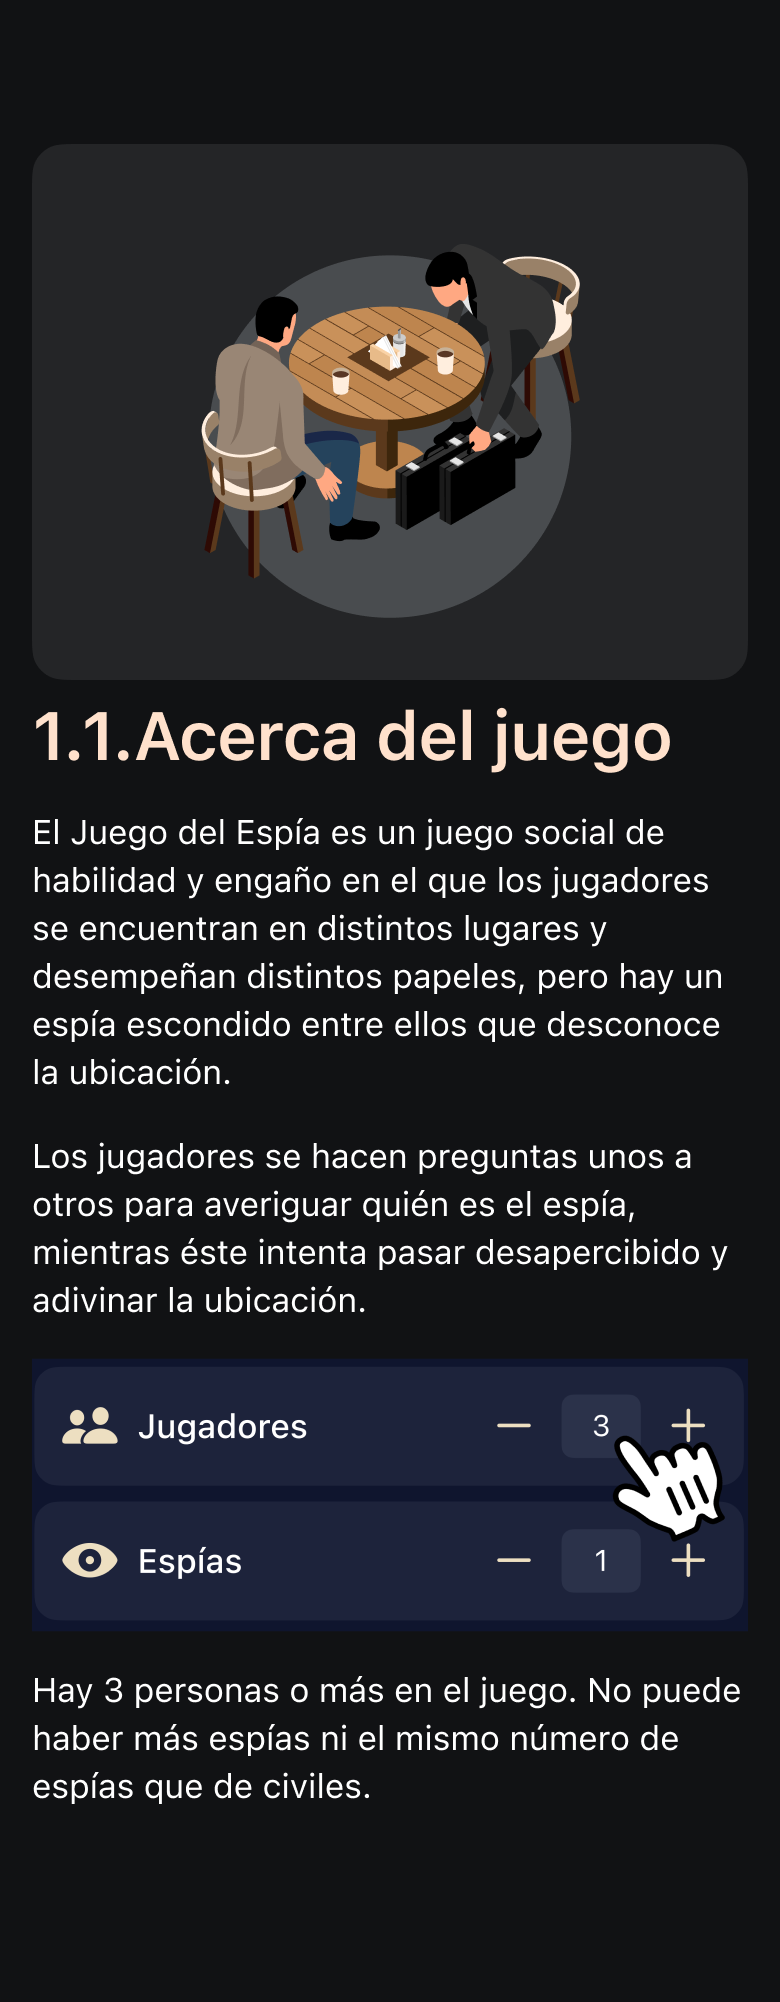 1.1.Acerca del juego
El Juego del Espía es un juego social de
habilidad y engaño en el que los jugadores
se encuentran en distintos lugares y
desempeñan distintos papeles, pero hay un
espía escondido entre ellos que desconoce
la ubicación.
Los jugadores se hacen preguntas unos a
otros para averiguar quién es el espía,
mientras éste intenta pasar desapercibido y
adivinar la ubicación.
Jugadores — 3 +
Espías — 1 +
Hay 3 personas o más en el juego. No puede
haber más espías ni el mismo número de
espías que de civiles.